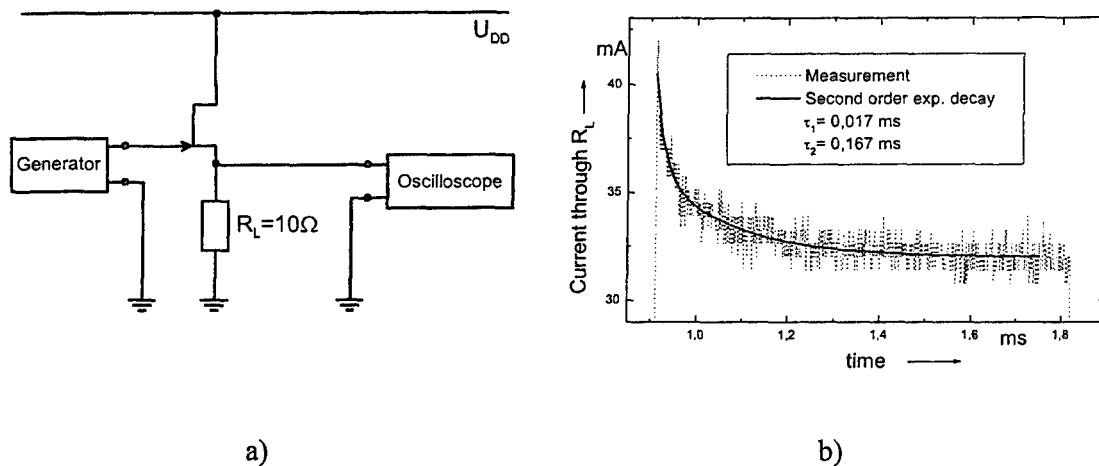 U_DD
Generator
Oscilloscope
R_L=10Ω
a)
mA
40
35
30
Current through R_L
Measurement
Second order exp. decay
τ₁= 0,017 ms
τ₂= 0,167 ms
1,0
1,2
1,4
1,6
1,8
ms
time
b)